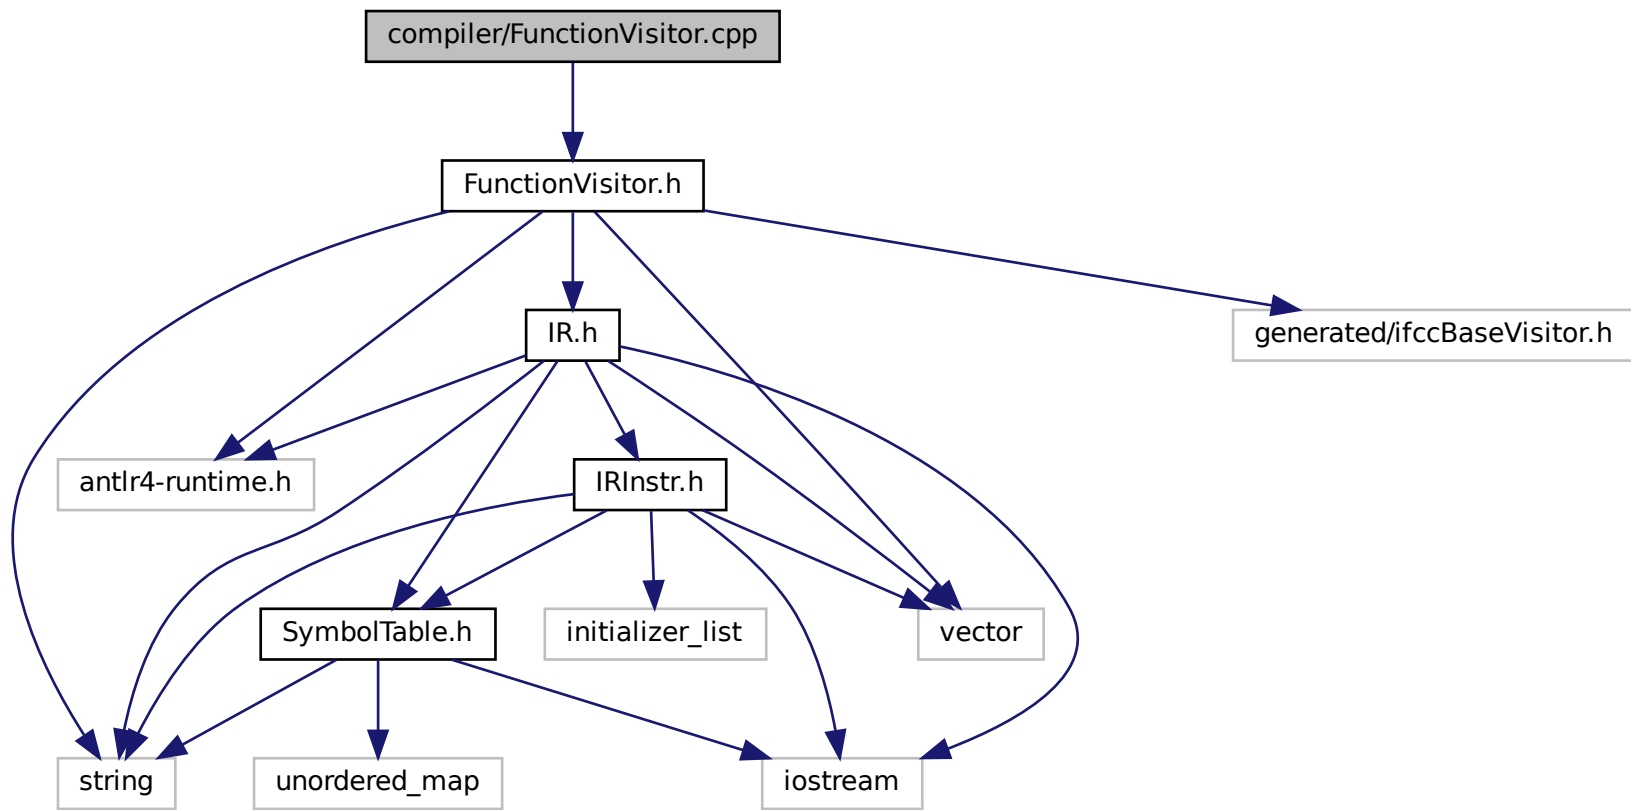 compiler/FunctionVisitor.cpp
FunctionVisitor.h
IR.h
generated/ifccBaseVisitor.h
antlr4-runtime.h
IRInstr.h
SymbolTable.h
initializer_list
vector
string
unordered_map
iostream